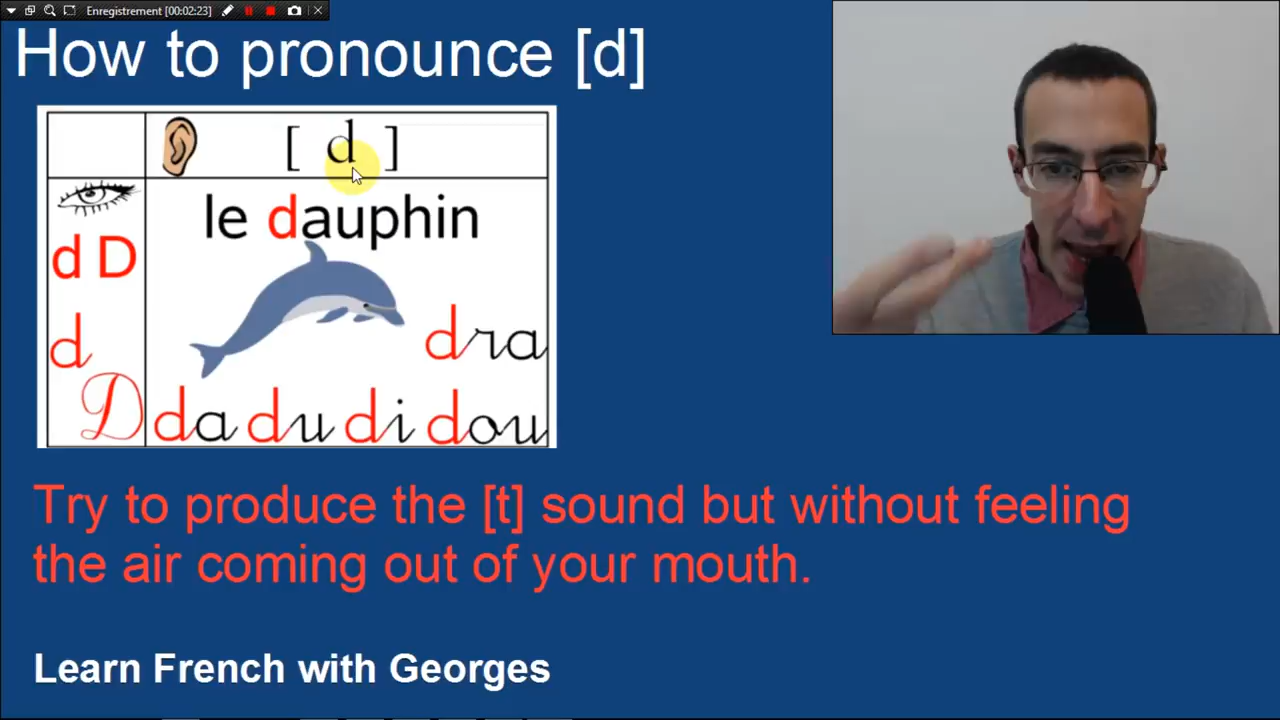 Enregistrement [00:02:23]
How to pronounce [d]
[ d ]
le dauphin
d D
d
dra
D
da du di dou
Try to produce the [t] sound but without feeling
the air coming out of your mouth.
Learn French with Georges